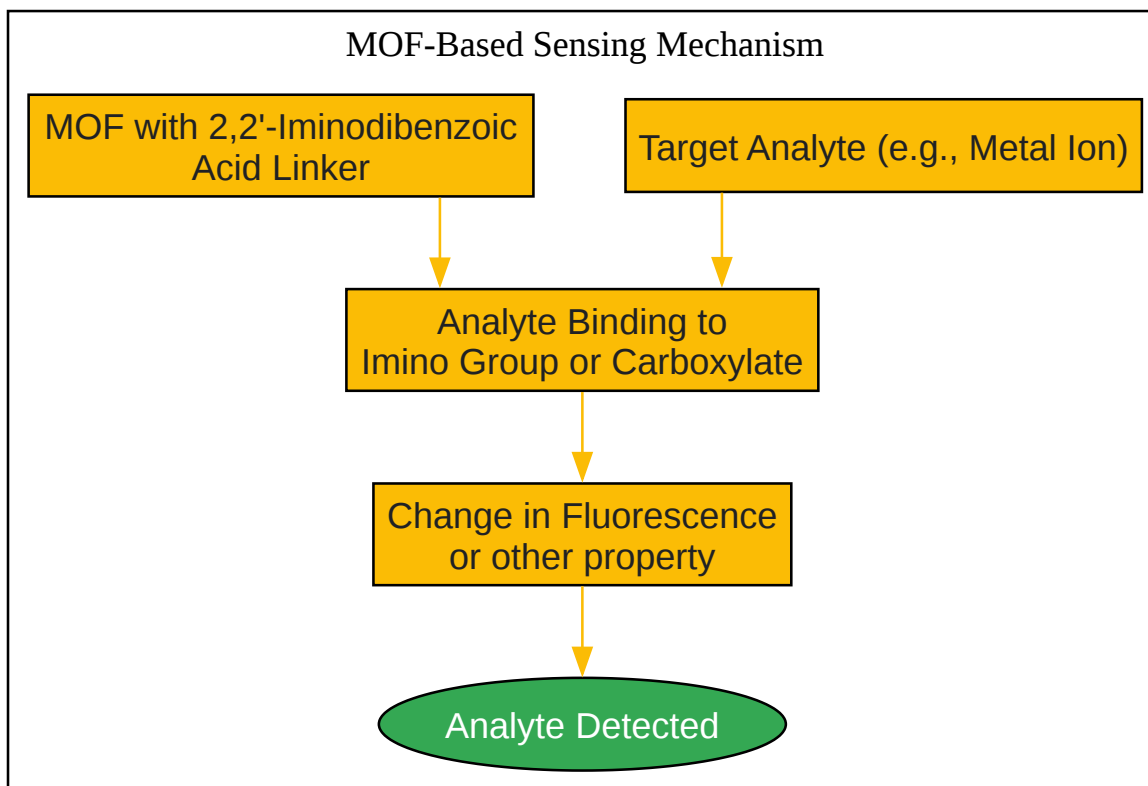 MOF-Based Sensing Mechanism
MOF with 2,2'-Iminodibenzoic
Acid Linker
Target Analyte (e.g., Metal Ion)
Analyte Binding to
Imino Group or Carboxylate
Change in Fluorescence
or other property
Analyte Detected